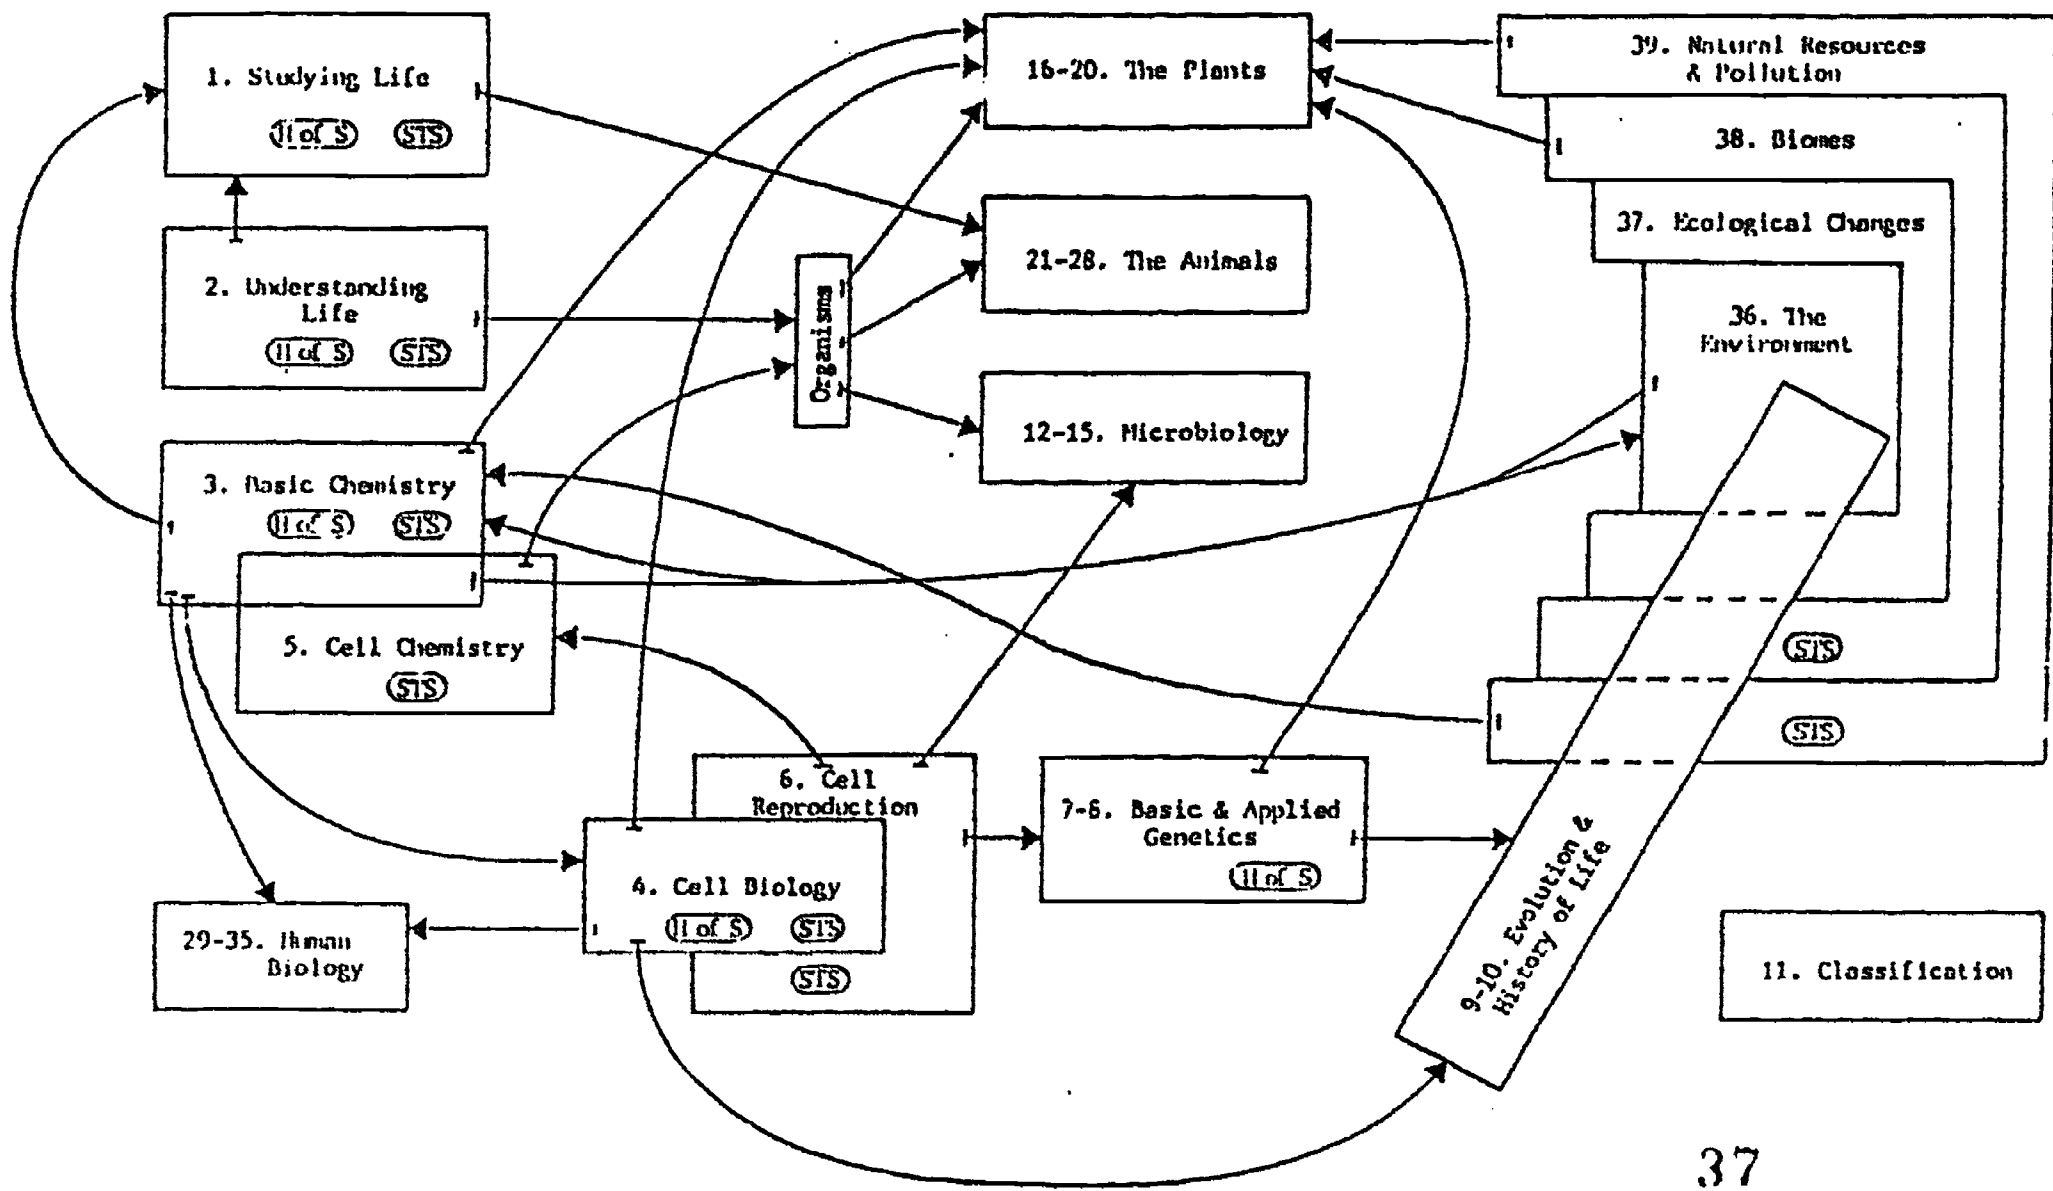 1. Studying Life
H of S STS
2. Understanding
Life
H of S STS
3. Basic Chemistry
H of S STS
5. Cell Chemistry
STS
29-35. Human
Biology
6. Cell
Reproduction
4. Cell Biology
H of S STS
STS
Organisms
16-20. The Plants
21-28. The Animals
12-15. Microbiology
7-8. Basic & Applied
Genetics
H of S
39. Natural Resources
& Pollution
38. Biomes
37. Ecological Changes
36. The
Environment
STS
STS
9-10. Evolution &
History of Life
11. Classification
37